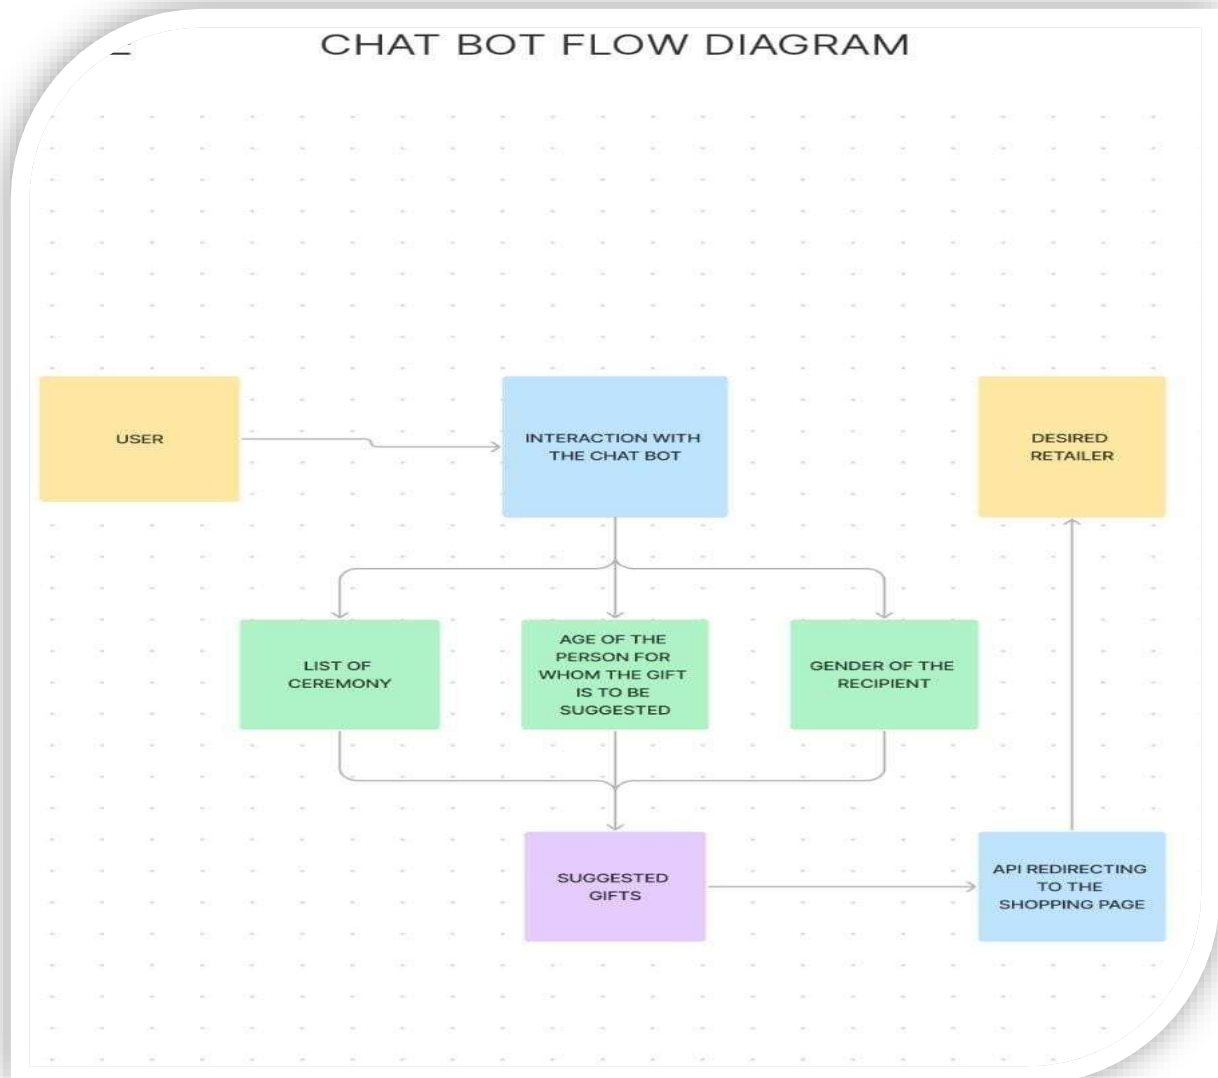 CHAT BOT FLOW DIAGRAM
USER
INTERACTION WITH
THE CHAT BOT
DESIRED
RETAILER
LIST OF
CEREMONY
AGE OF THE
PERSON FOR
WHOM THE GIFT
IS TO BE
SUGGESTED
GENDER OF THE
RECIPIENT
SUGGESTED
GIFTS
API REDIRECTING
TO THE
SHOPPING PAGE